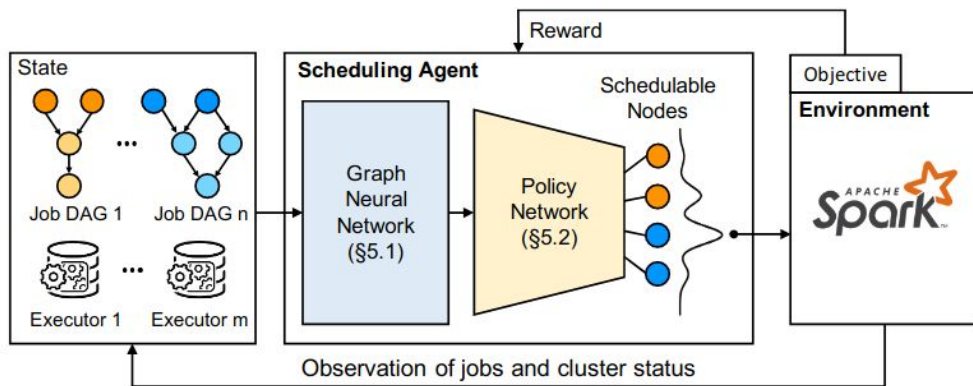 Reward
State
Scheduling Agent
Schedulable
Nodes
Objective
Environment
Job DAG 1
...
Job DAG n
Graph
Neural
Network
(§5.1)
Policy
Network
(§5.2)
APACHE
Spark
TM
Executor 1
...
Executor m
Observation of jobs and cluster status